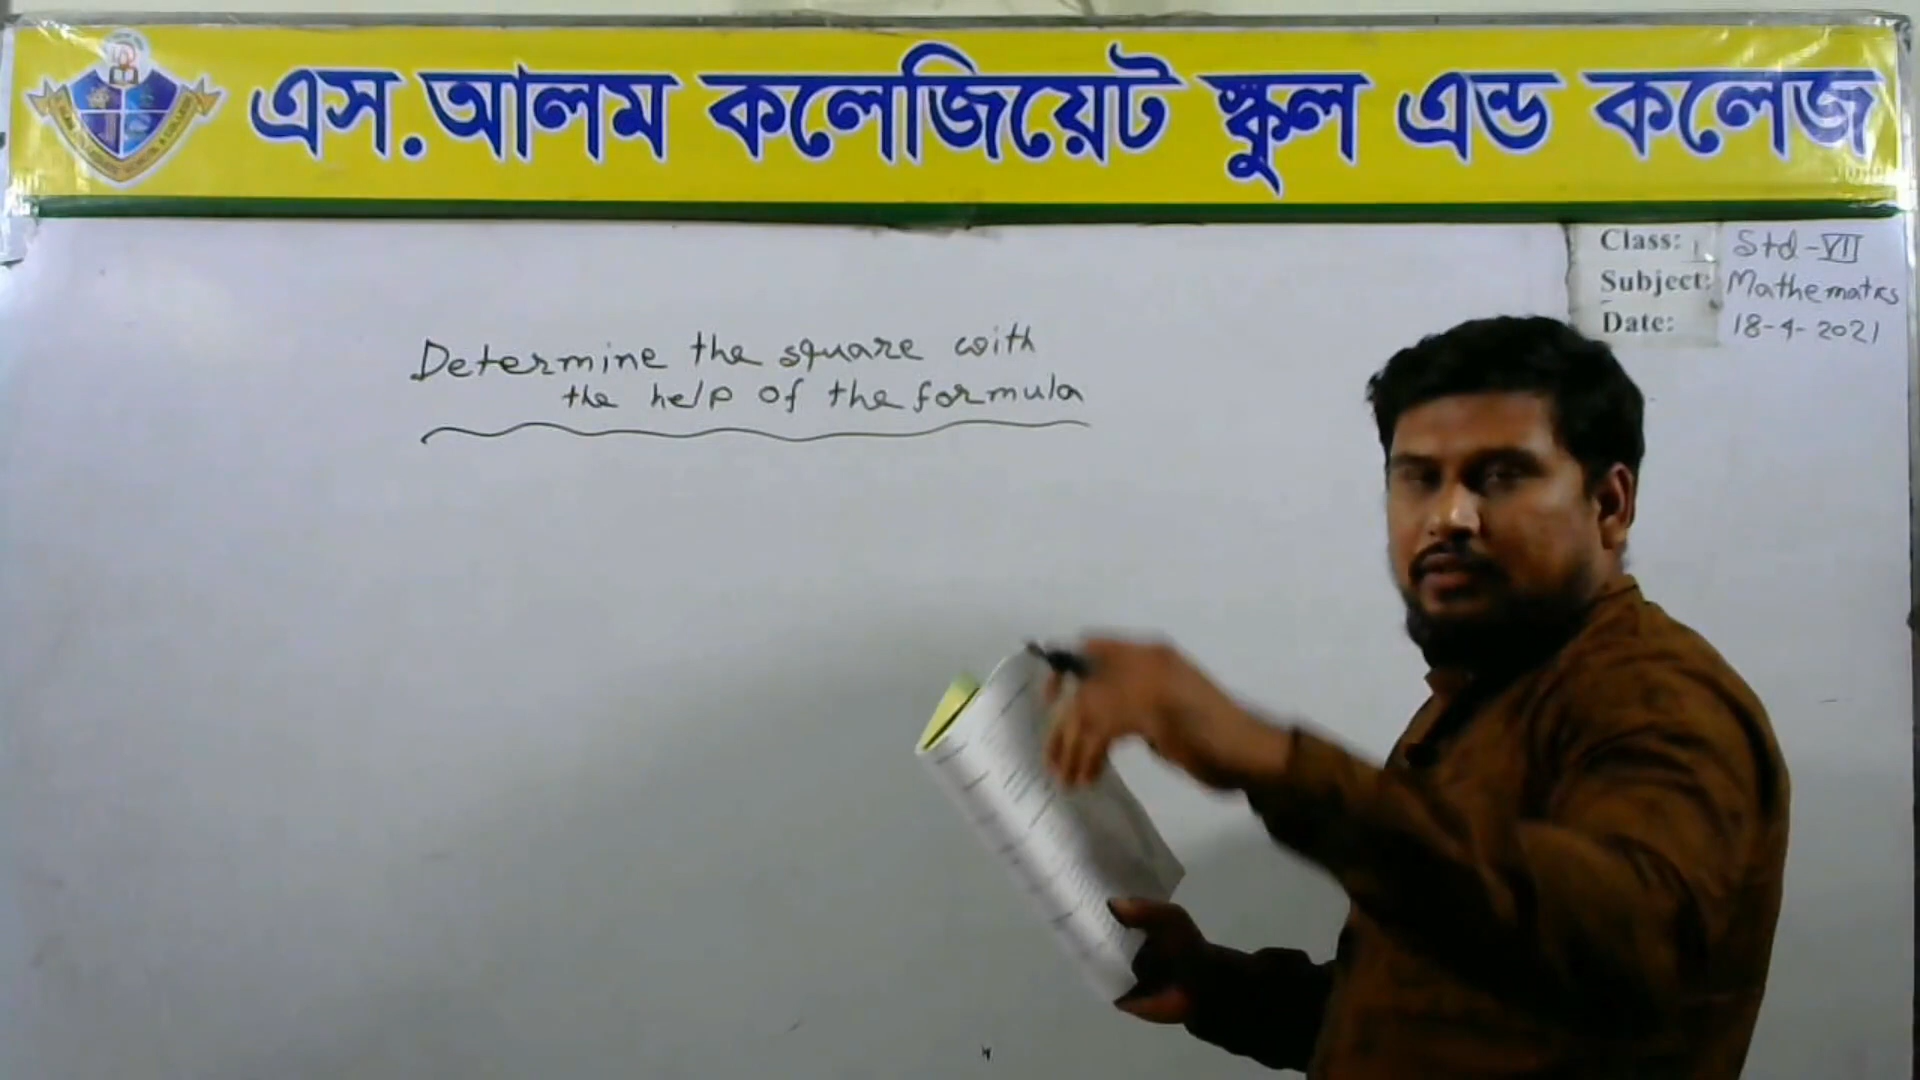 এস.আলম কলেজিয়েট স্কুল এন্ড কলেজ
Class: Std-VII
Subject: Mathematics
Date: 18-4-2021
Determine the square with
the help of the formula